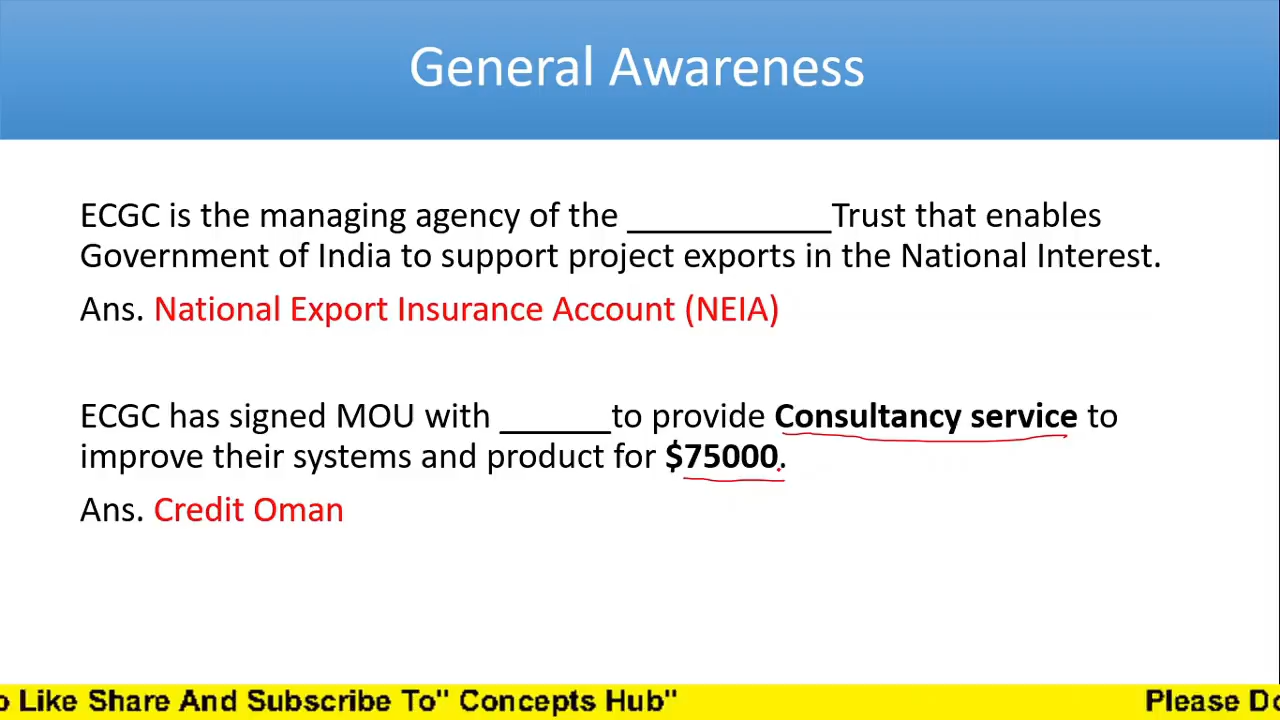 General Awareness
ECGC is the managing agency of the ___________Trust that enables
Government of India to support project exports in the National Interest.
Ans. National Export Insurance Account (NEIA)
ECGC has signed MOU with ______to provide Consultancy service to
improve their systems and product for $75000.
Ans. Credit Oman
o Like Share And Subscribe To" Concepts Hub" Please Do